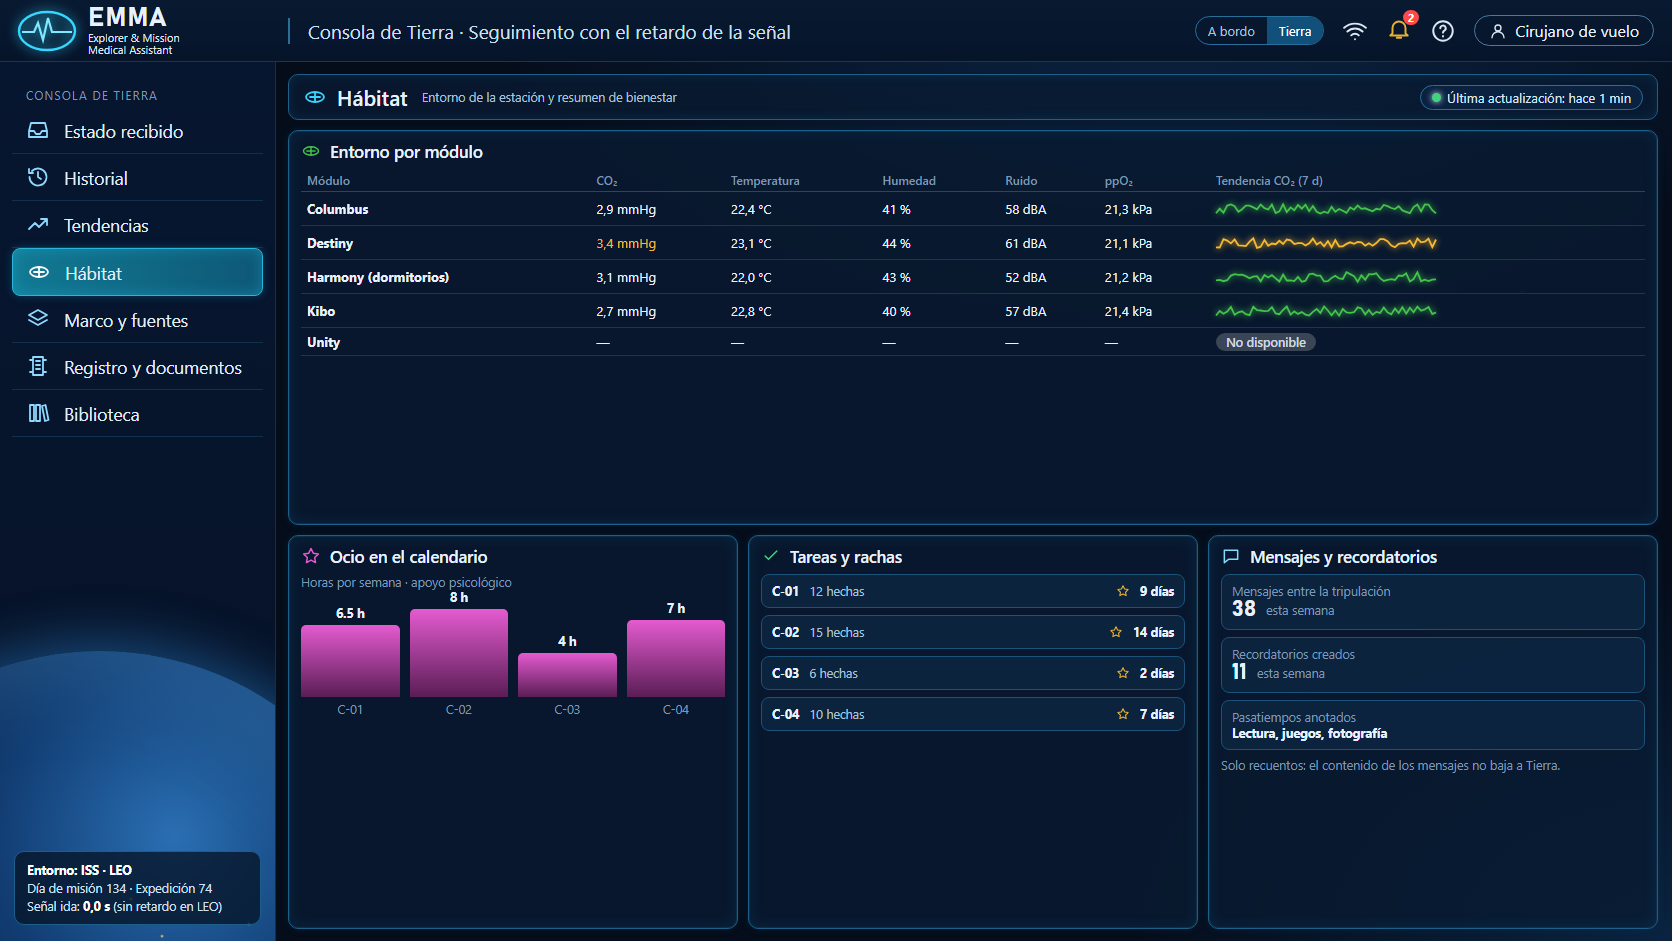 EMMA
Explorer & Mission
Medical Assistant
Consola de Tierra · Seguimiento con el retardo de la señal
A bordo
Tierra
2
Cirujano de vuelo
CONSOLA DE TIERRA
Estado recibido
Historial
Tendencias
Hábitat
Marco y fuentes
Registro y documentos
Biblioteca
Entorno: ISS · LEO
Día de misión 134 · Expedición 74
Señal ida: 0,0 s (sin retardo en LEO)
Hábitat Entorno de la estación y resumen de bienestar
Última actualización: hace 1 min
Entorno por módulo
Módulo CO₂ Temperatura Humedad Ruido ppO₂ Tendencia CO₂ (7 d)
Columbus 2,9 mmHg 22,4 °C 41 % 58 dBA 21,3 kPa
Destiny 3,4 mmHg 23,1 °C 44 % 61 dBA 21,1 kPa
Harmony (dormitorios) 3,1 mmHg 22,0 °C 43 % 52 dBA 21,2 kPa
Kibo 2,7 mmHg 22,8 °C 40 % 57 dBA 21,4 kPa
Unity — — — — — No disponible
Ocio en el calendario
Horas por semana · apoyo psicológico
6.5 h 8 h 4 h 7 h
C-01 C-02 C-03 C-04
Tareas y rachas
C-01 12 hechas 9 días
C-02 15 hechas 14 días
C-03 6 hechas 2 días
C-04 10 hechas 7 días
Mensajes y recordatorios
Mensajes entre la tripulación
38 esta semana
Recordatorios creados
11 esta semana
Pasatiempos anotados
Lectura, juegos, fotografía
Solo recuentos: el contenido de los mensajes no baja a Tierra.